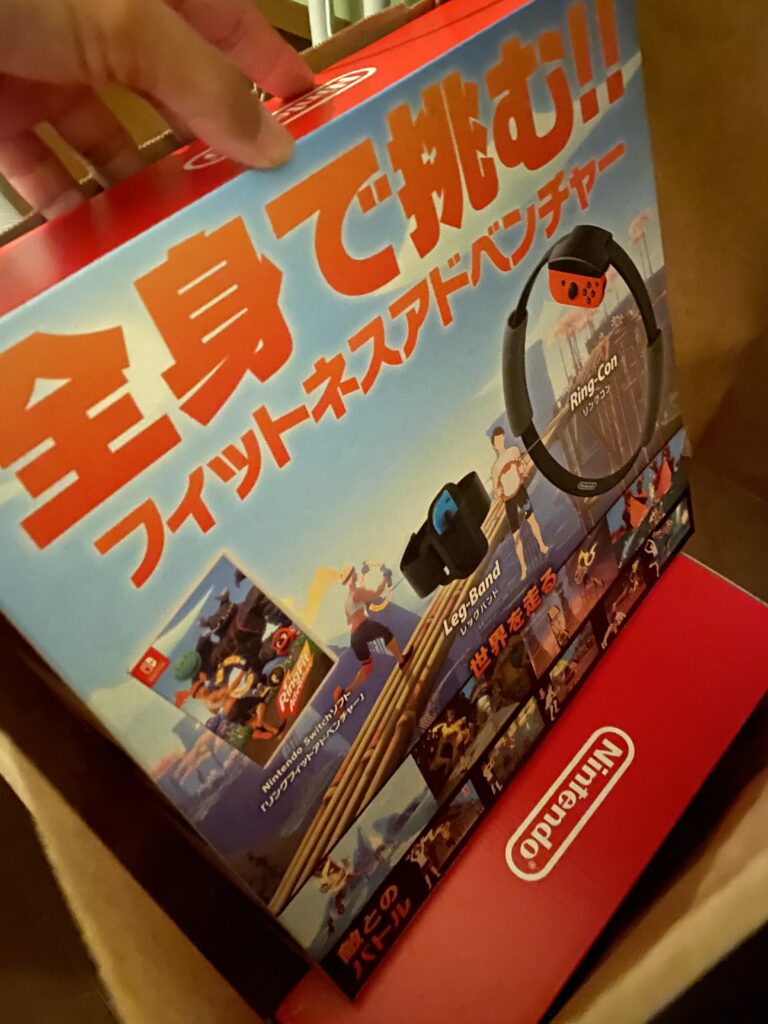 Nintendo
全身で挑む!!
フィットネスアドベンチャー
Ring-Con
リングコン
Leg-Band
レッグバンド
世界を走る
Ring Fit
Nintendo Switchソフト
「リングフィットアドベンチャー」
敵との
バトル
Nintendo